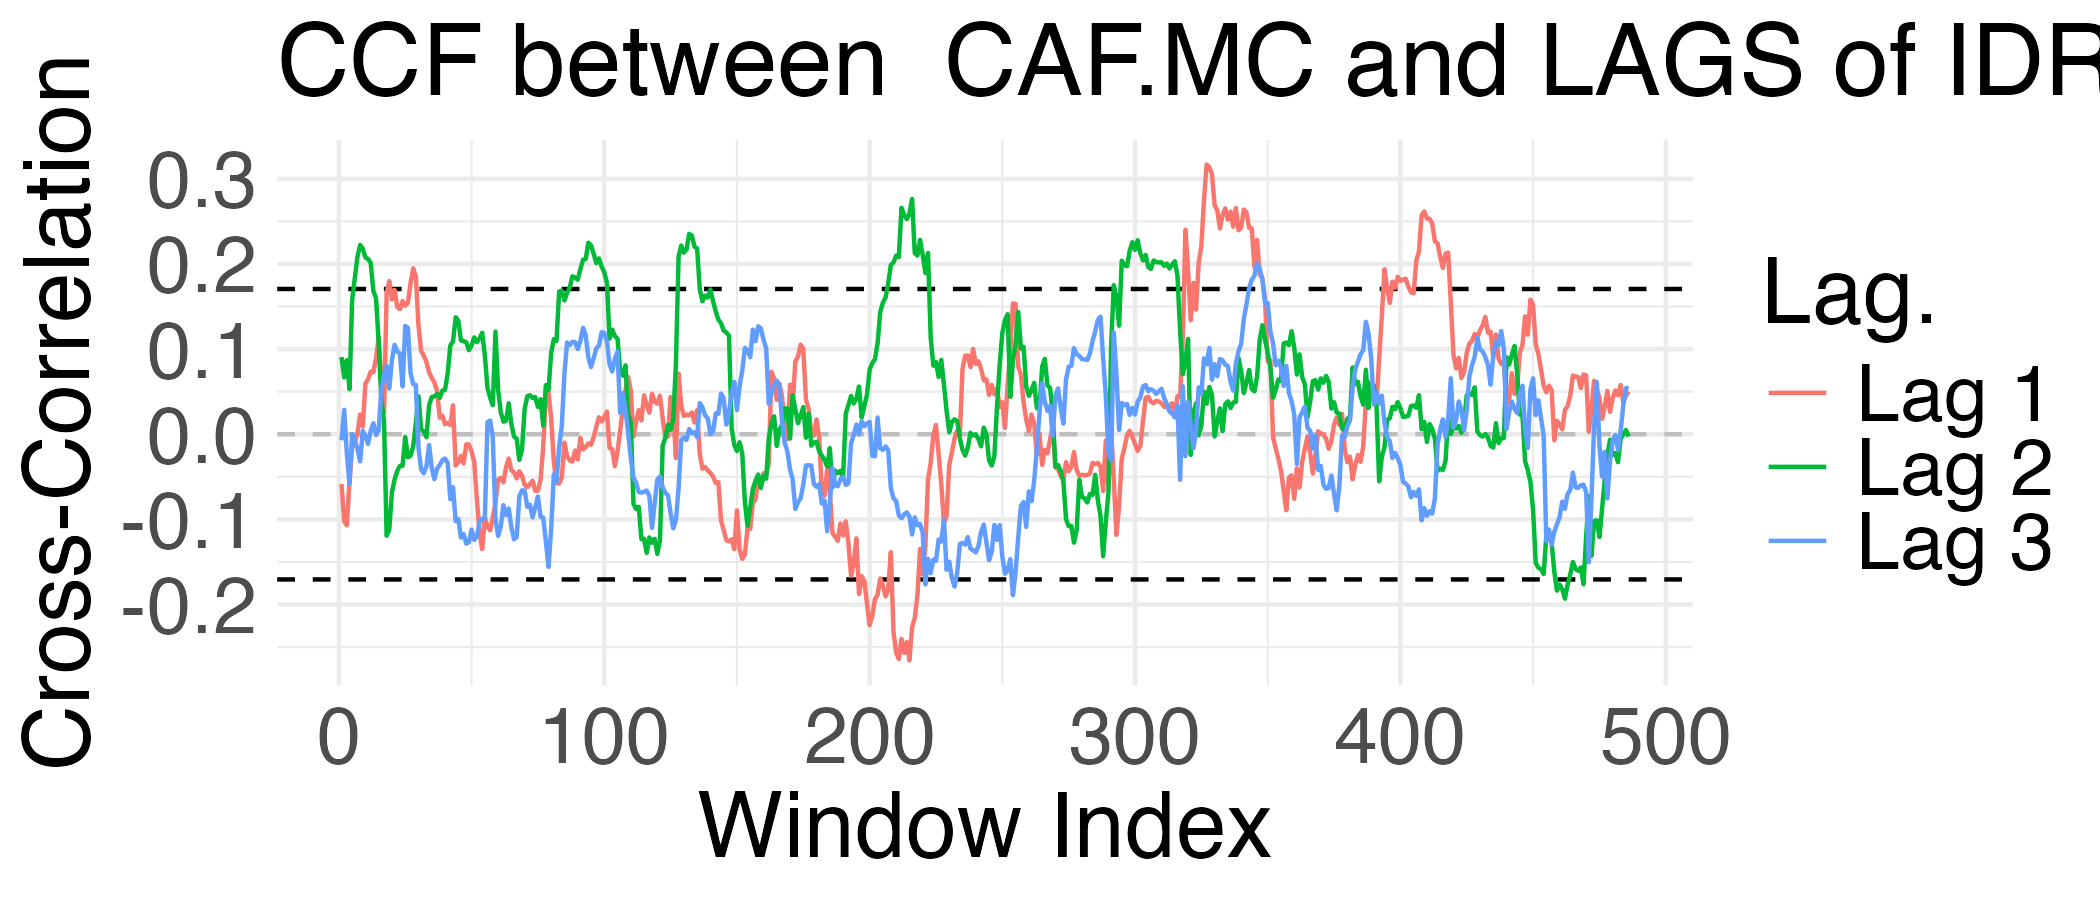 CCF between CAF.MC and LAGS of IDR
Cross-Correlation
0.3
0.2
0.1
0.0
-0.1
-0.2
0
100
200
300
400
500
Window Index
Lag.
Lag 1
Lag 2
Lag 3